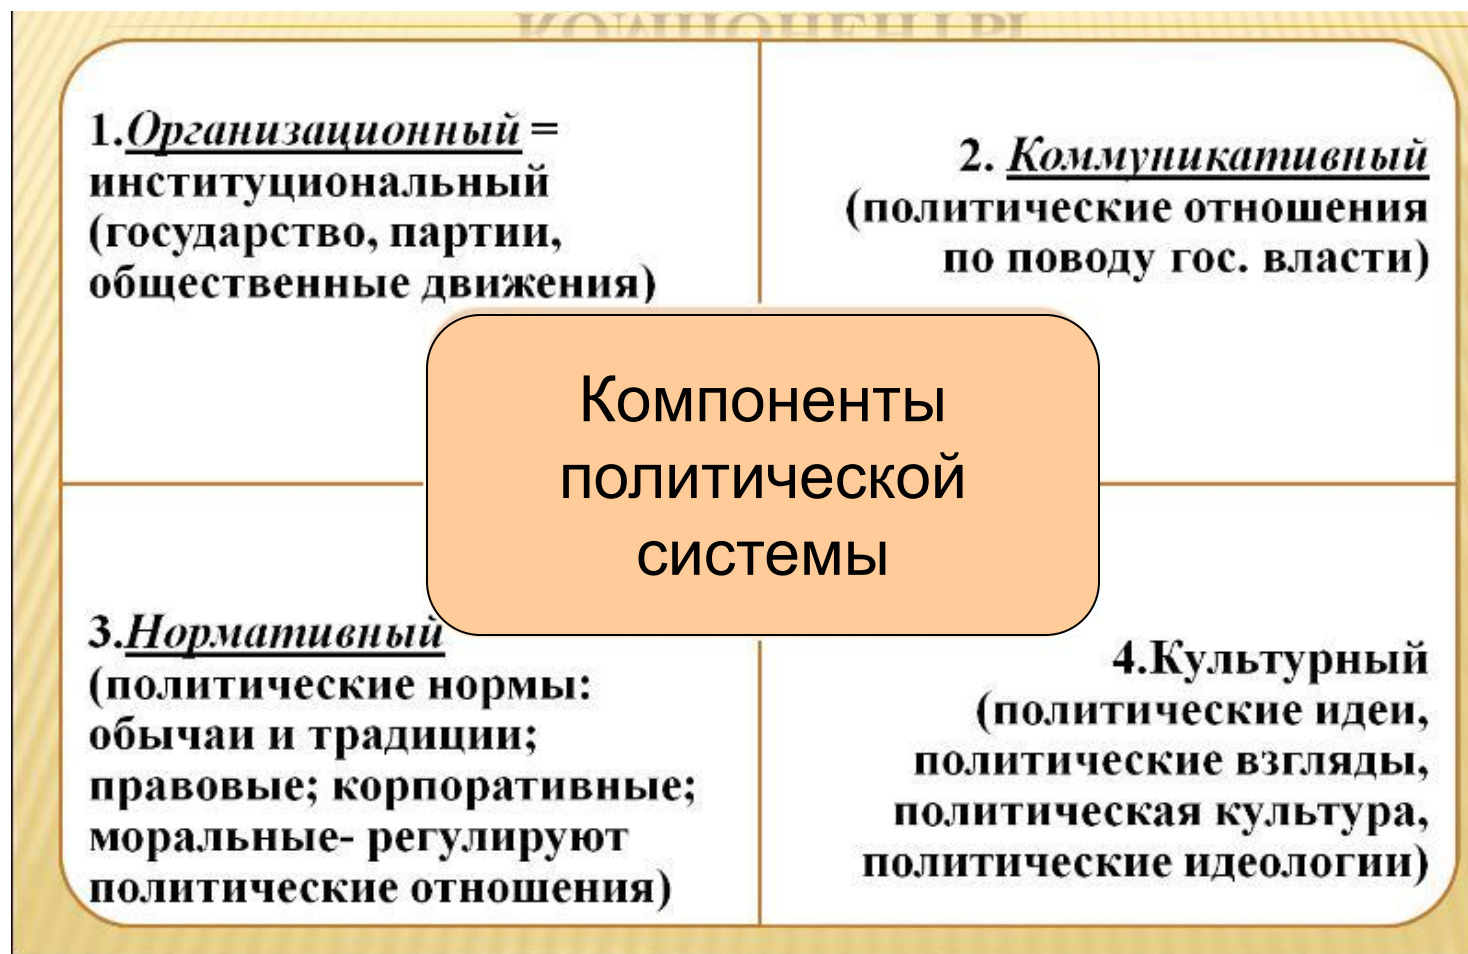 КОМПОНЕНТЫ
1.Организационный =
институциональный
(государство, партии,
общественные движения)
2. Коммуникативный
(политические отношения
по поводу гос. власти)
Компоненты
политической
системы
3.Нормативный
(политические нормы:
обычаи и традиции;
правовые; корпоративные;
моральные- регулируют
политические отношения)
4.Культурный
(политические идеи,
политические взгляды,
политическая культура,
политические идеологии)